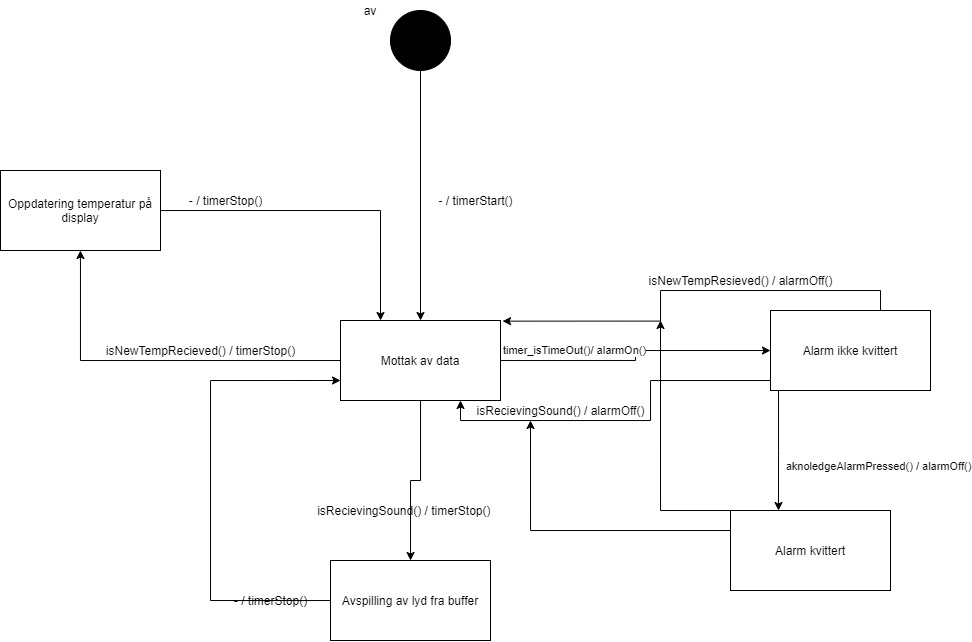 av
- / timerStop()
- / timerStart()
Oppdatering temperatur på
display
isNewTempResieved() / alarmOff()
isNewTempRecieved() / timerStop()
Mottak av data
timer_isTimeOut()/ alarmOn()
Alarm ikke kvittert
isRecievingSound() / alarmOff()
aknoledgeAlarmPressed() / alarmOff()
isRecievingSound() / timerStop()
Alarm kvittert
- / timerStop()
Avspilling av lyd fra buffer